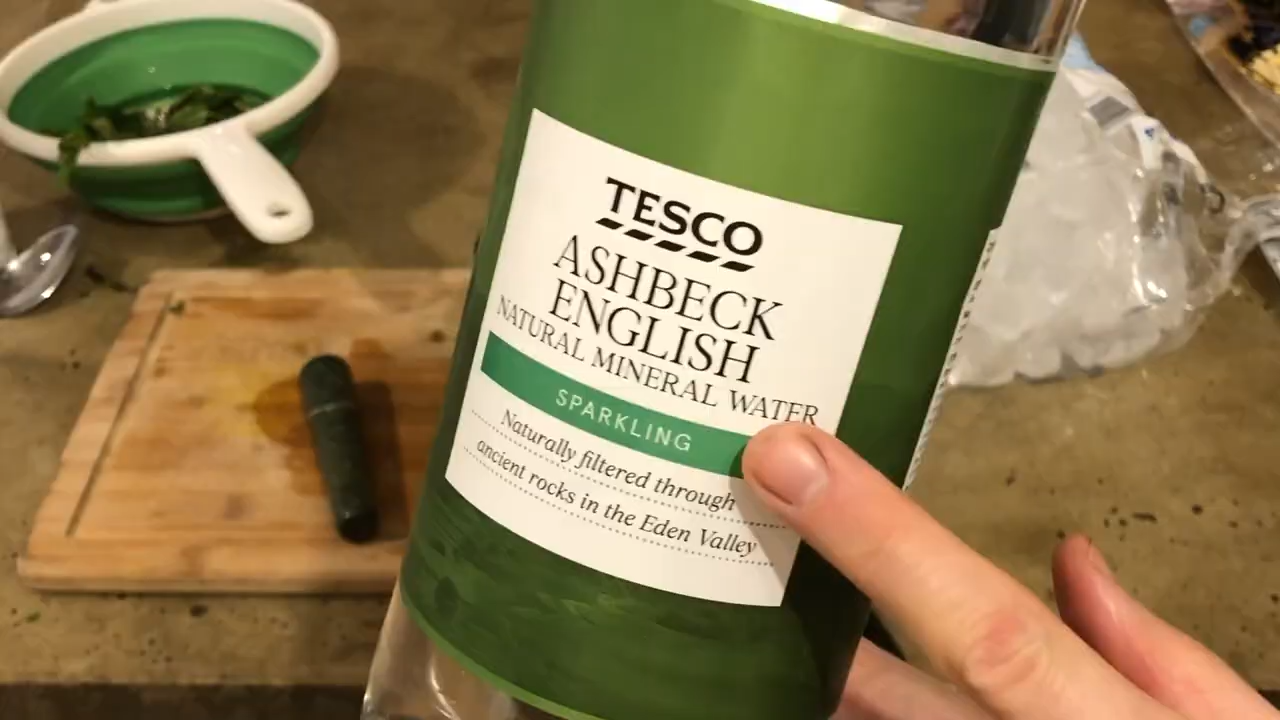 TESCO
ASHBECK
ENGLISH
NATURAL MINERAL WATER
SPARKLING
Naturally filtered through
ancient rocks in the Eden Valley